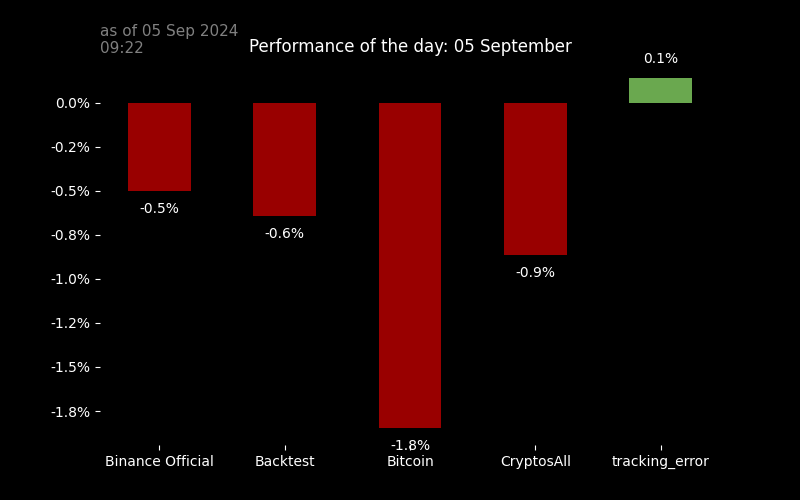 as of 05 Sep 2024
09:22
Performance of the day: 05 September
0.1%
0.0%
-0.2%
-0.5%
-0.8%
-1.0%
-1.2%
-1.5%
-1.8%
-0.5%
-0.6%
-1.8%
-0.9%
Binance Official
Backtest
Bitcoin
CryptosAll
tracking_error